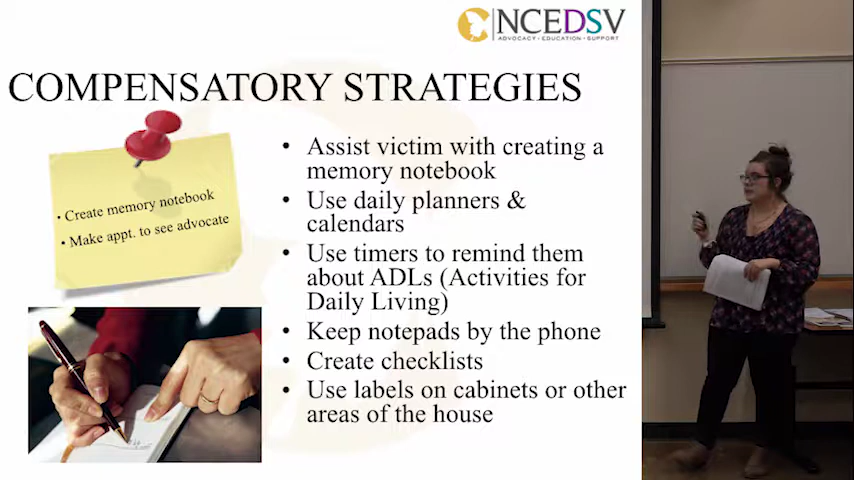 NCEDSV
ADVOCACY • EDUCATION • SUPPORT
COMPENSATORY STRATEGIES
• Create memory notebook
• Make appt. to see advocate
• Assist victim with creating a
memory notebook
• Use daily planners &
calendars
• Use timers to remind them
about ADLs (Activities for
Daily Living)
• Keep notepads by the phone
• Create checklists
• Use labels on cabinets or other
areas of the house